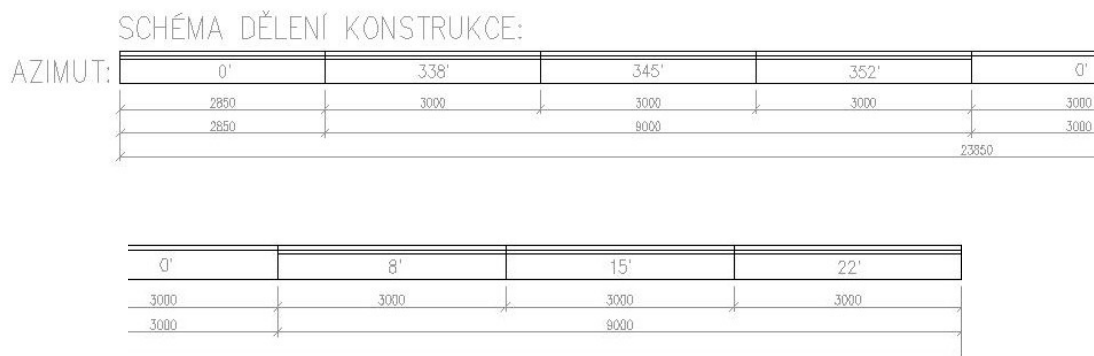 SCHÉMA DĚLENÍ KONSTRUKCE:
AZIMUT: 0' 338' 345' 352' 0'
2850 3000 3000 3000 3000
2850 9000 3000
23850
0' 8' 15' 22'
3000 3000 3000 3000
3000 9000